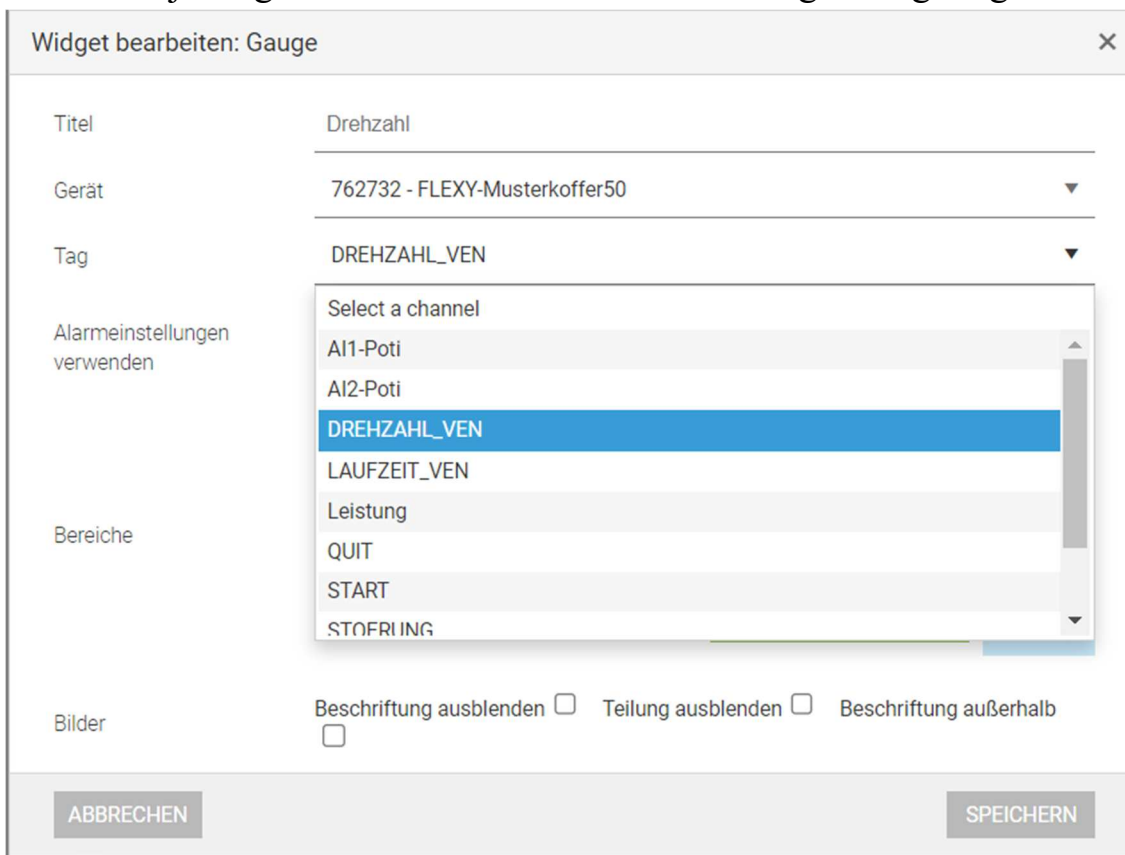 Widget bearbeiten: Gauge ×
Titel Drehzahl
Gerät 762732 - FLEXY-Musterkoffer50
Tag DREHZAHL_VEN
Alarmeinstellungen
verwenden
Select a channel
AI1-Poti
AI2-Poti
DREHZAHL_VEN
LAUFZEIT_VEN
Leistung
QUIT
START
STOERUNG
Bereiche
Bilder
Beschriftung ausblenden Teilung ausblenden Beschriftung außerhalb
ABBRECHEN SPEICHERN